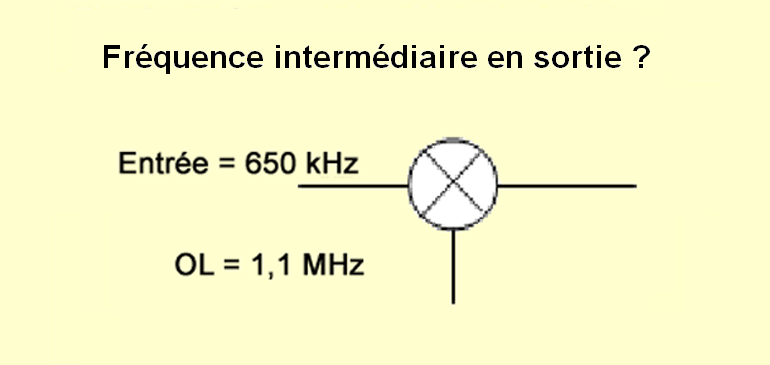 Fréquence intermédiaire en sortie ?
Entrée = 650 kHz
OL = 1,1 MHz